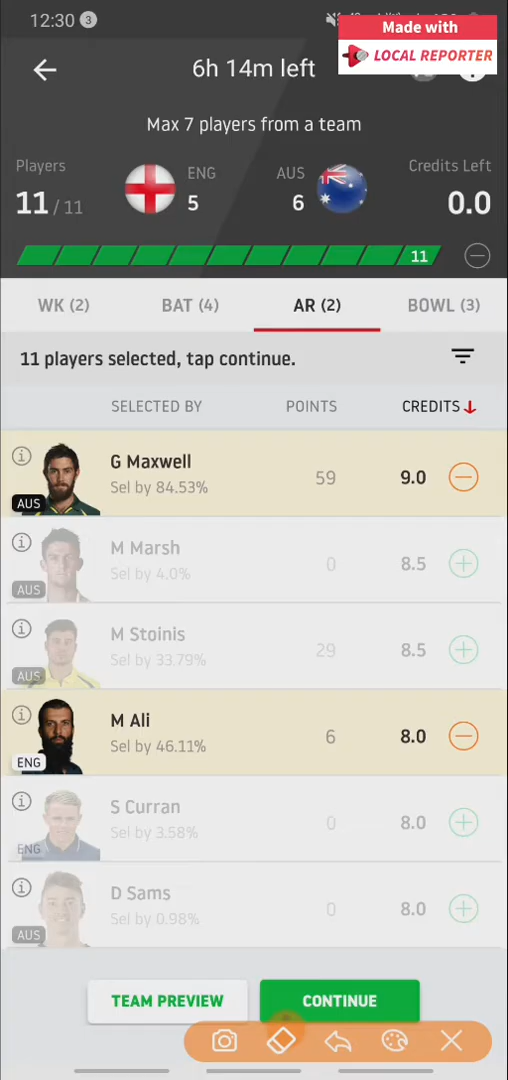 12:30 3
Made with
LOCAL REPORTER
6h 14m left
Max 7 players from a team
Players
ENG
AUS
Credits Left
11 / 11
5
6
0.0
11
WK (2) BAT (4) AR (2) BOWL (3)
11 players selected, tap continue.
SELECTED BY POINTS CREDITS
G Maxwell
Sel by 84.53%
59 9.0
AUS
M Marsh
Sel by 4.0%
0 8.5
AUS
M Stoinis
Sel by 33.79%
29 8.5
AUS
M Ali
Sel by 46.11%
6 8.0
ENG
S Curran
Sel by 3.58%
0 8.0
ENG
D Sams
Sel by 0.98%
0 8.0
AUS
TEAM PREVIEW CONTINUE